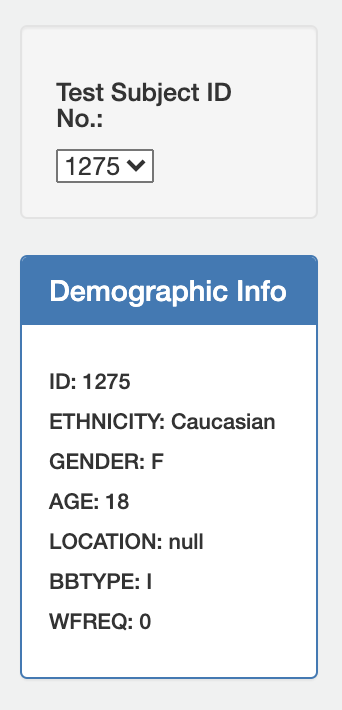 Test Subject ID
No.:
1275
Demographic Info
ID: 1275
ETHNICITY: Caucasian
GENDER: F
AGE: 18
LOCATION: null
BBTYPE: I
WFREQ: 0